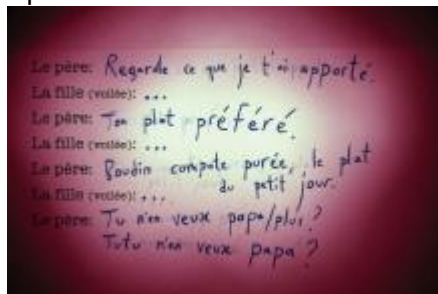 Le père: Regarde ce que je t'ai apporté.
La fille (voilée): ...
Le père: Ton plat préféré.
La fille (voilée): ...
Le père: Boudin compote purée, le plat
du petit jour.
La fille (voilée): ...
Le père: Tu n'en veux papa/plus?
Tutu n'en veux papa?